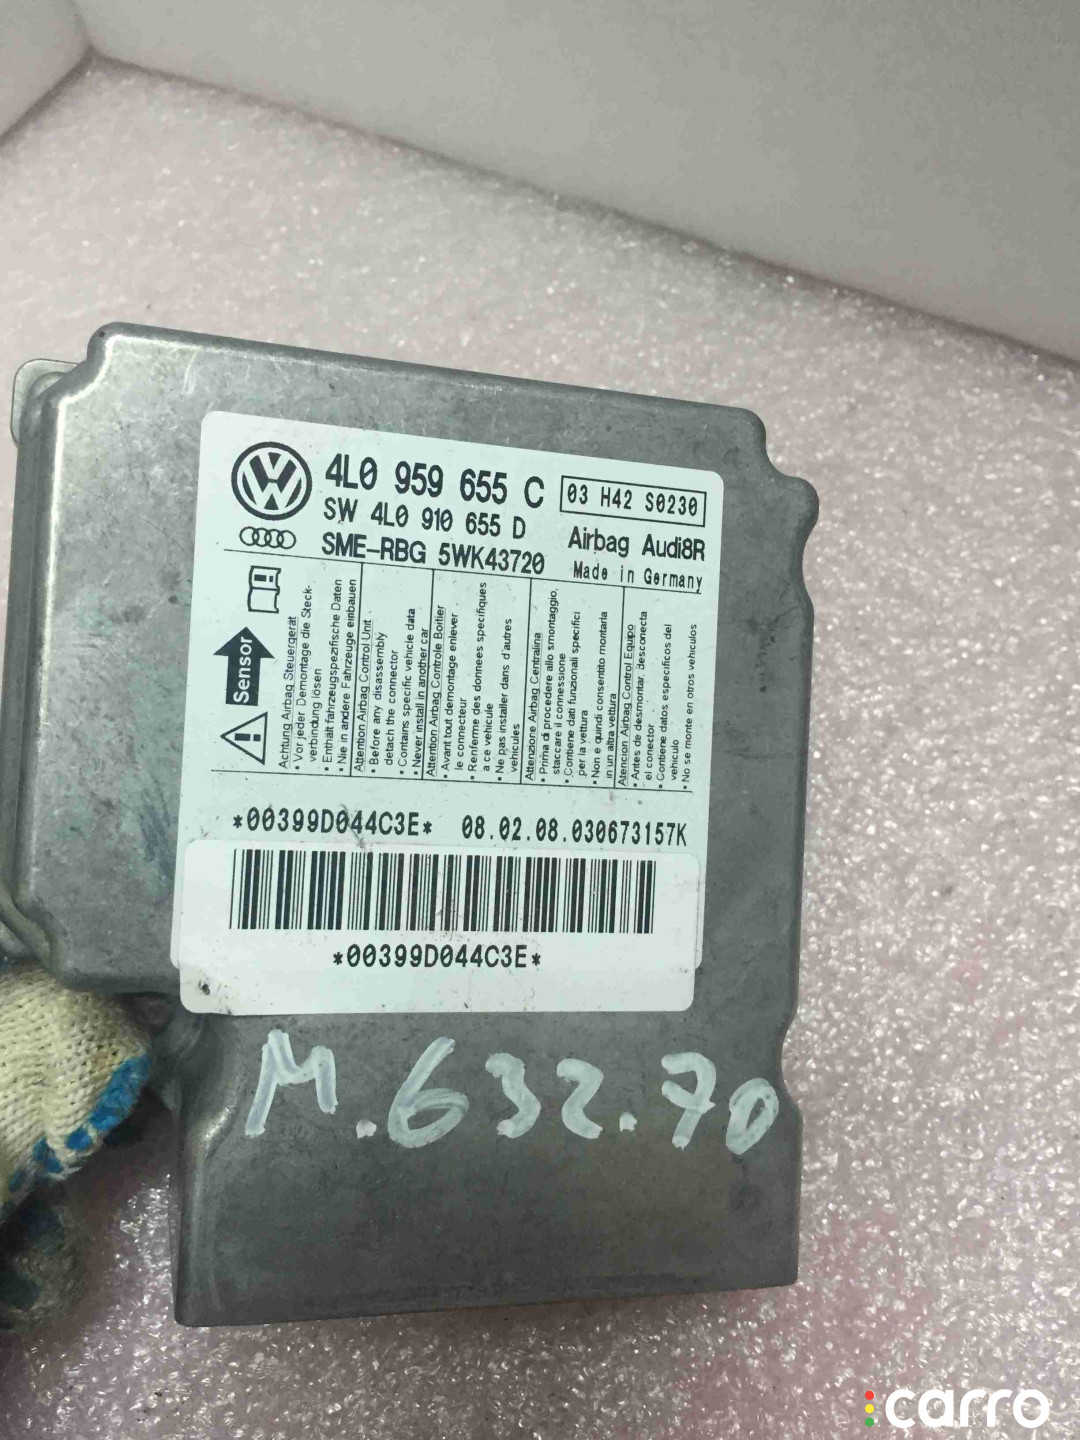 4L0 959 655 C
03 H42 S0230
SW 4L0 910 655 D
Airbag Audi8R
SME-RBG 5WK43720
Made in Germany
Sensor
Achtung Airbag Steuergerät
• Vor jeder Demontage die Steck-
verbindung lösen
• Enthält fahrzeugspezifische Daten
• Nie in andere Fahrzeuge einbauen
Attention Airbag Control Unit
• Before any disassembly
detach the connector
• Contains specific vehicle data
• Never install in another car
Attention Airbag Controle Boitier
• Avant tout demontage enlever
le connecteur
• Renferme des donnees specifiques
a ce vehicule
• Ne pas installer dans d'autres
vehicules
Attenzione Airbag Centralina
• Prima di procedere allo smontaggio,
staccare il connessione
• Contiene dati funzionali specifici
per la vettura
• Non e quindi consentito montarla
in un altra vettura
Atencion Airbag Control Equipo
• Antes de desmontar, desconecta
el conector
• Contiene datos especificos del
vehiculo
• No se monte en otros vehiculos
*00399D044C3E*
08.02.08.030673157K
*00399D044C3E*
M.632.70
carro